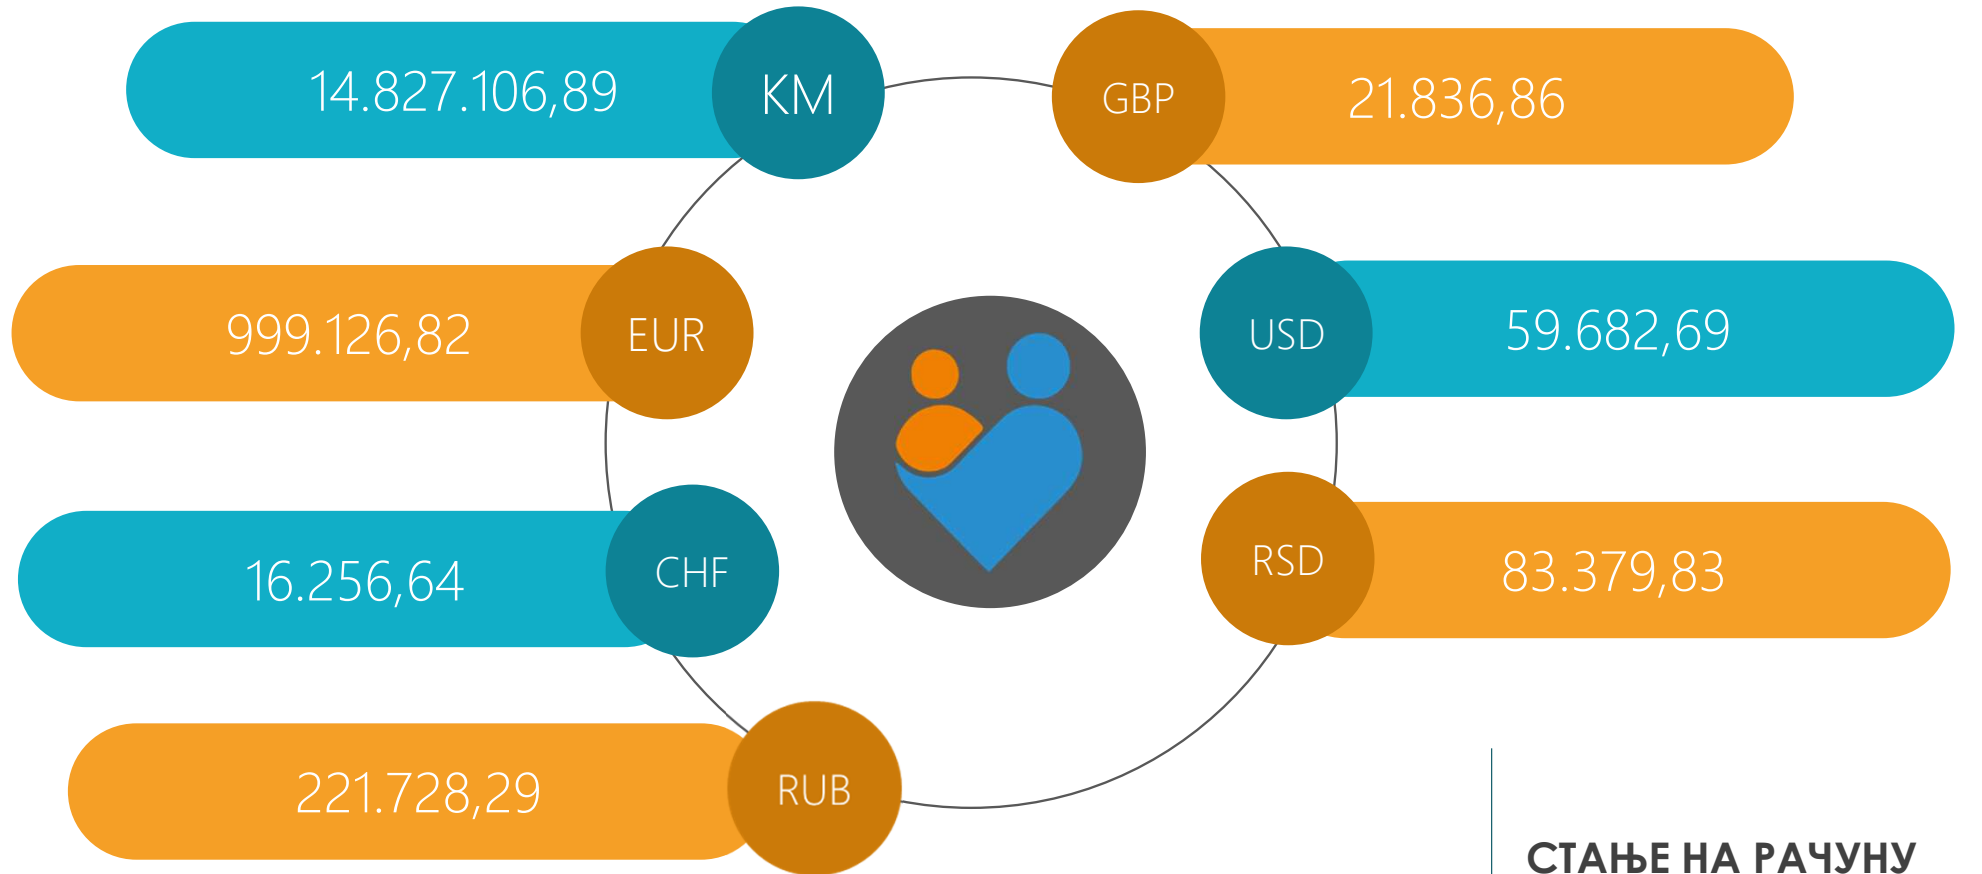 14.827.106,89 KM
GBP 21.836,86
999.126,82 EUR
USD 59.682,69
16.256,64 CHF
RSD 83.379,83
221.728,29 RUB
СТАЊЕ НА РАЧУНУ